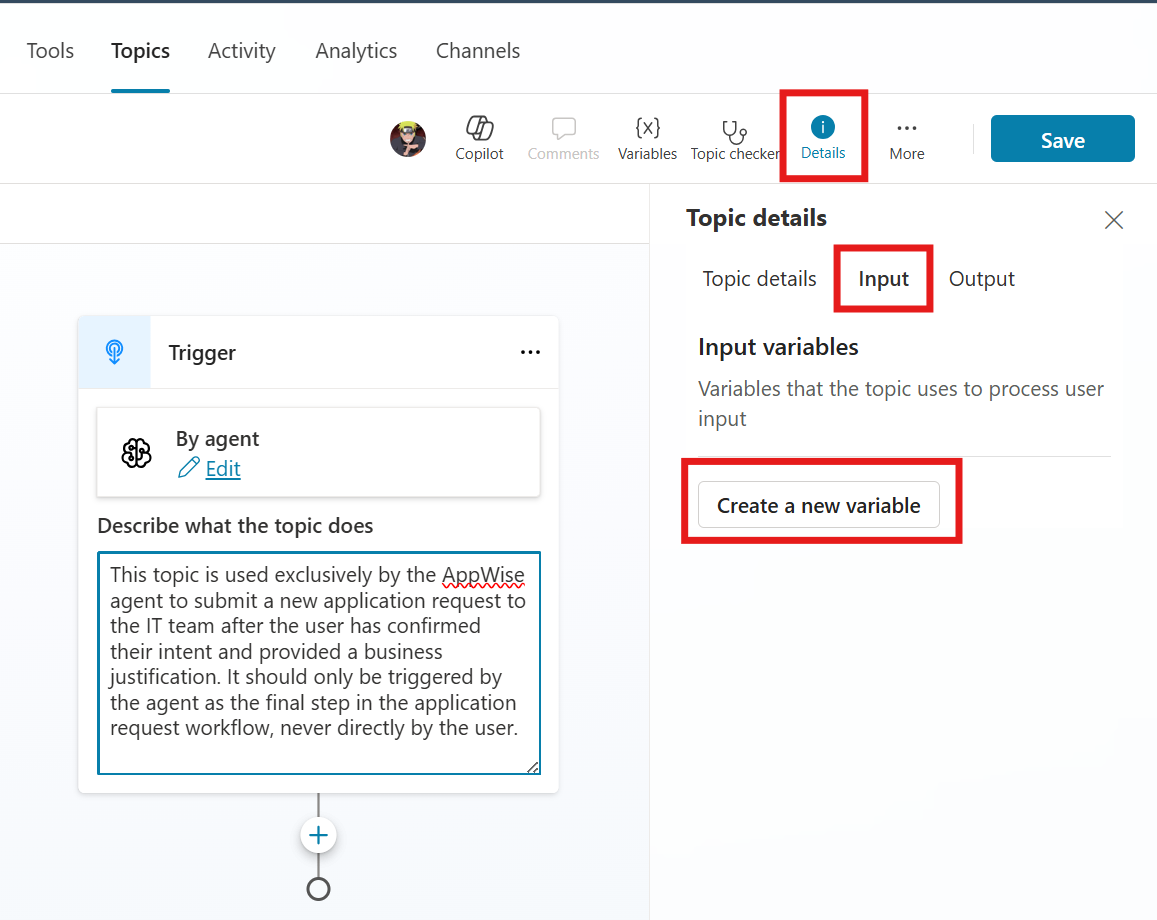 Tools Topics Activity Analytics Channels
Copilot Comments Variables Topic checker Details More Save
Topic details
Topic details Input Output
Input variables
Variables that the topic uses to process user
input
Create a new variable
Trigger
By agent
Edit
Describe what the topic does
This topic is used exclusively by the AppWise
agent to submit a new application request to
the IT team after the user has confirmed
their intent and provided a business
justification. It should only be triggered by
the agent as the final step in the application
request workflow, never directly by the user.